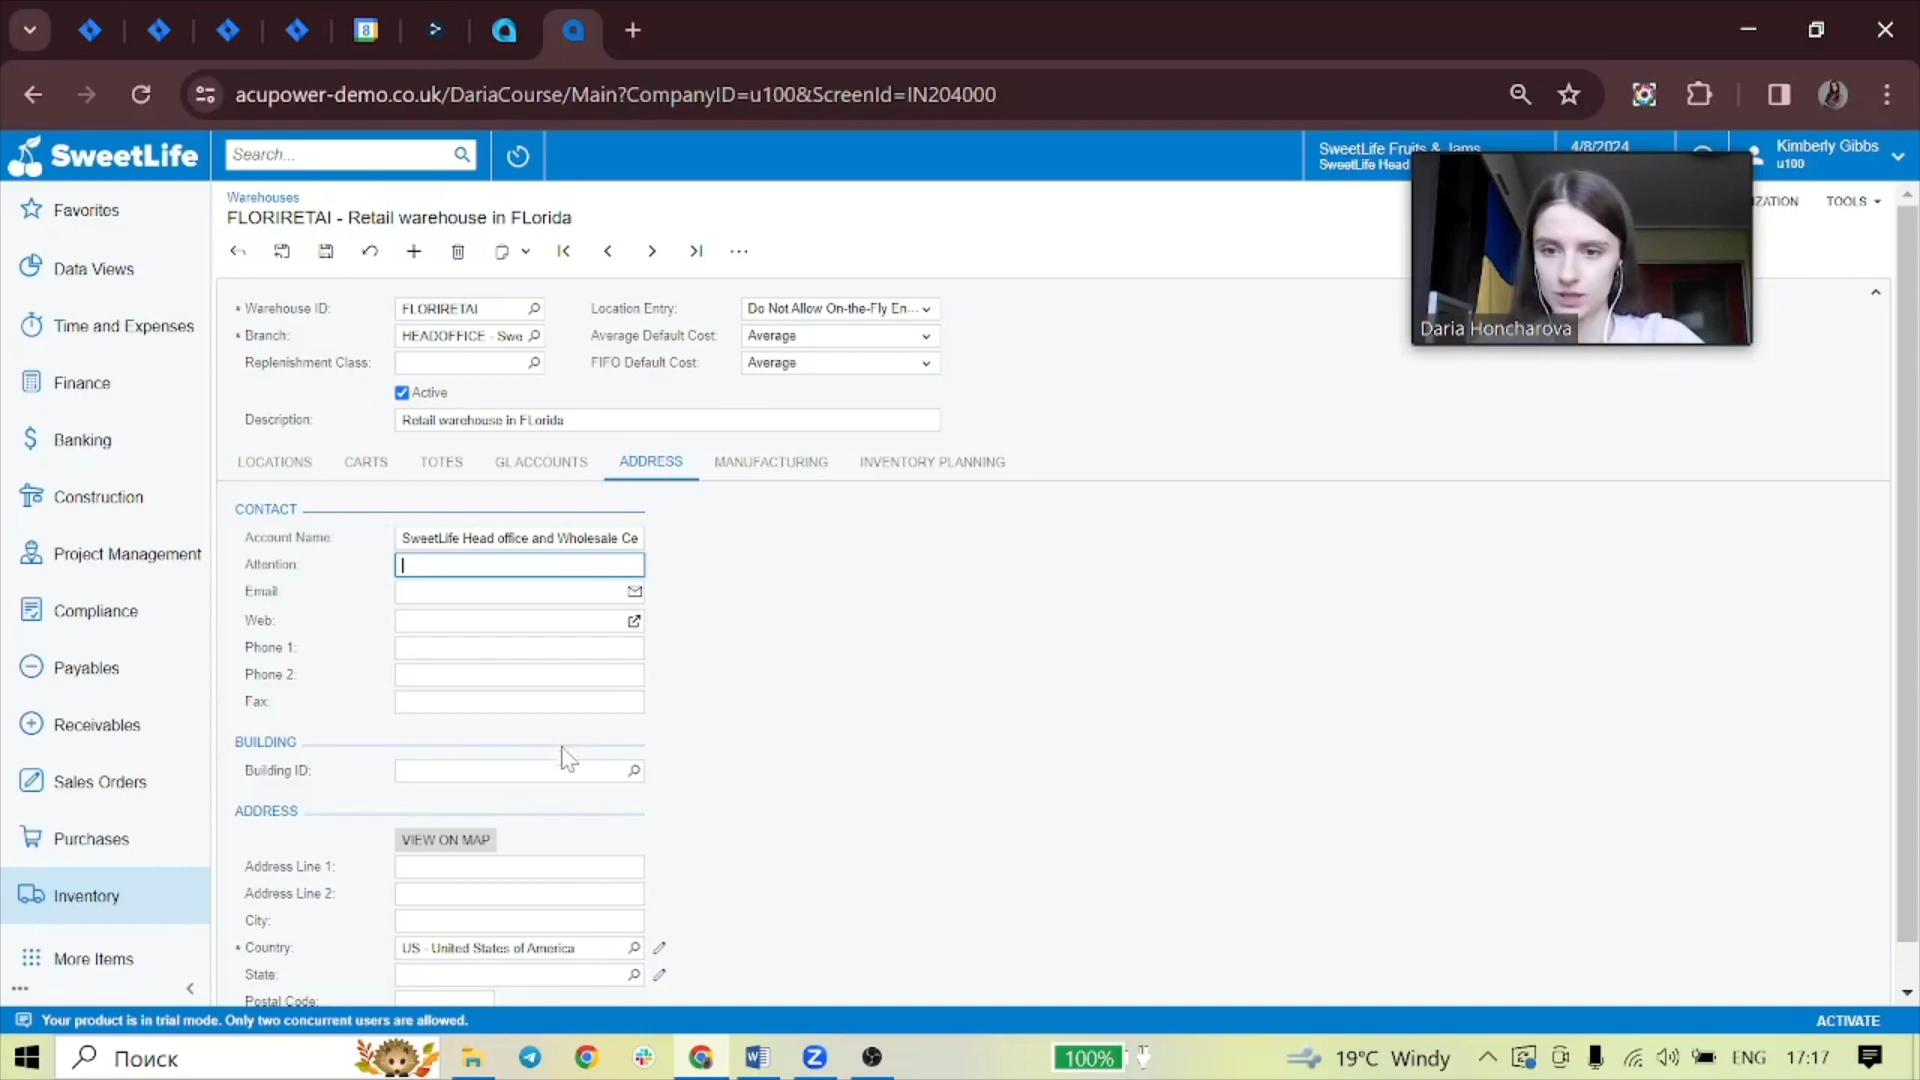 8
acupower-demo.co.uk/DariaCourse/Main?CompanyID=u100&ScreenId=IN204000
SweetLife
Search...
SweetLife Fruits & Jams
SweetLife Head
4/8/2024
Kimberly Gibbs
u100
Favorites
Data Views
Time and Expenses
Finance
Banking
Construction
Project Management
Compliance
Payables
Receivables
Sales Orders
Purchases
Inventory
More Items
Warehouses
FLORIRETAI - Retail warehouse in FLorida
TOOLS
Daria Honcharova
* Warehouse ID: FLORIRETAI Location Entry: Do Not Allow On-the-Fly En...
* Branch: HEADOFFICE - Swe Average Default Cost: Average
Replenishment Class: FIFO Default Cost: Average
Active
Description: Retail warehouse in FLorida
LOCATIONS CARTS TOTES GL ACCOUNTS ADDRESS MANUFACTURING INVENTORY PLANNING
CONTACT
Account Name: SweetLife Head office and Wholesale Ce
Attention:
Email:
Web:
Phone 1:
Phone 2:
Fax:
BUILDING
Building ID:
ADDRESS
VIEW ON MAP
Address Line 1:
Address Line 2:
City:
* Country: US - United States of America
State:
Postal Code:
Your product is in trial mode. Only two concurrent users are allowed.
ACTIVATE
Поиск
100%
19°C Windy
ENG
17:17